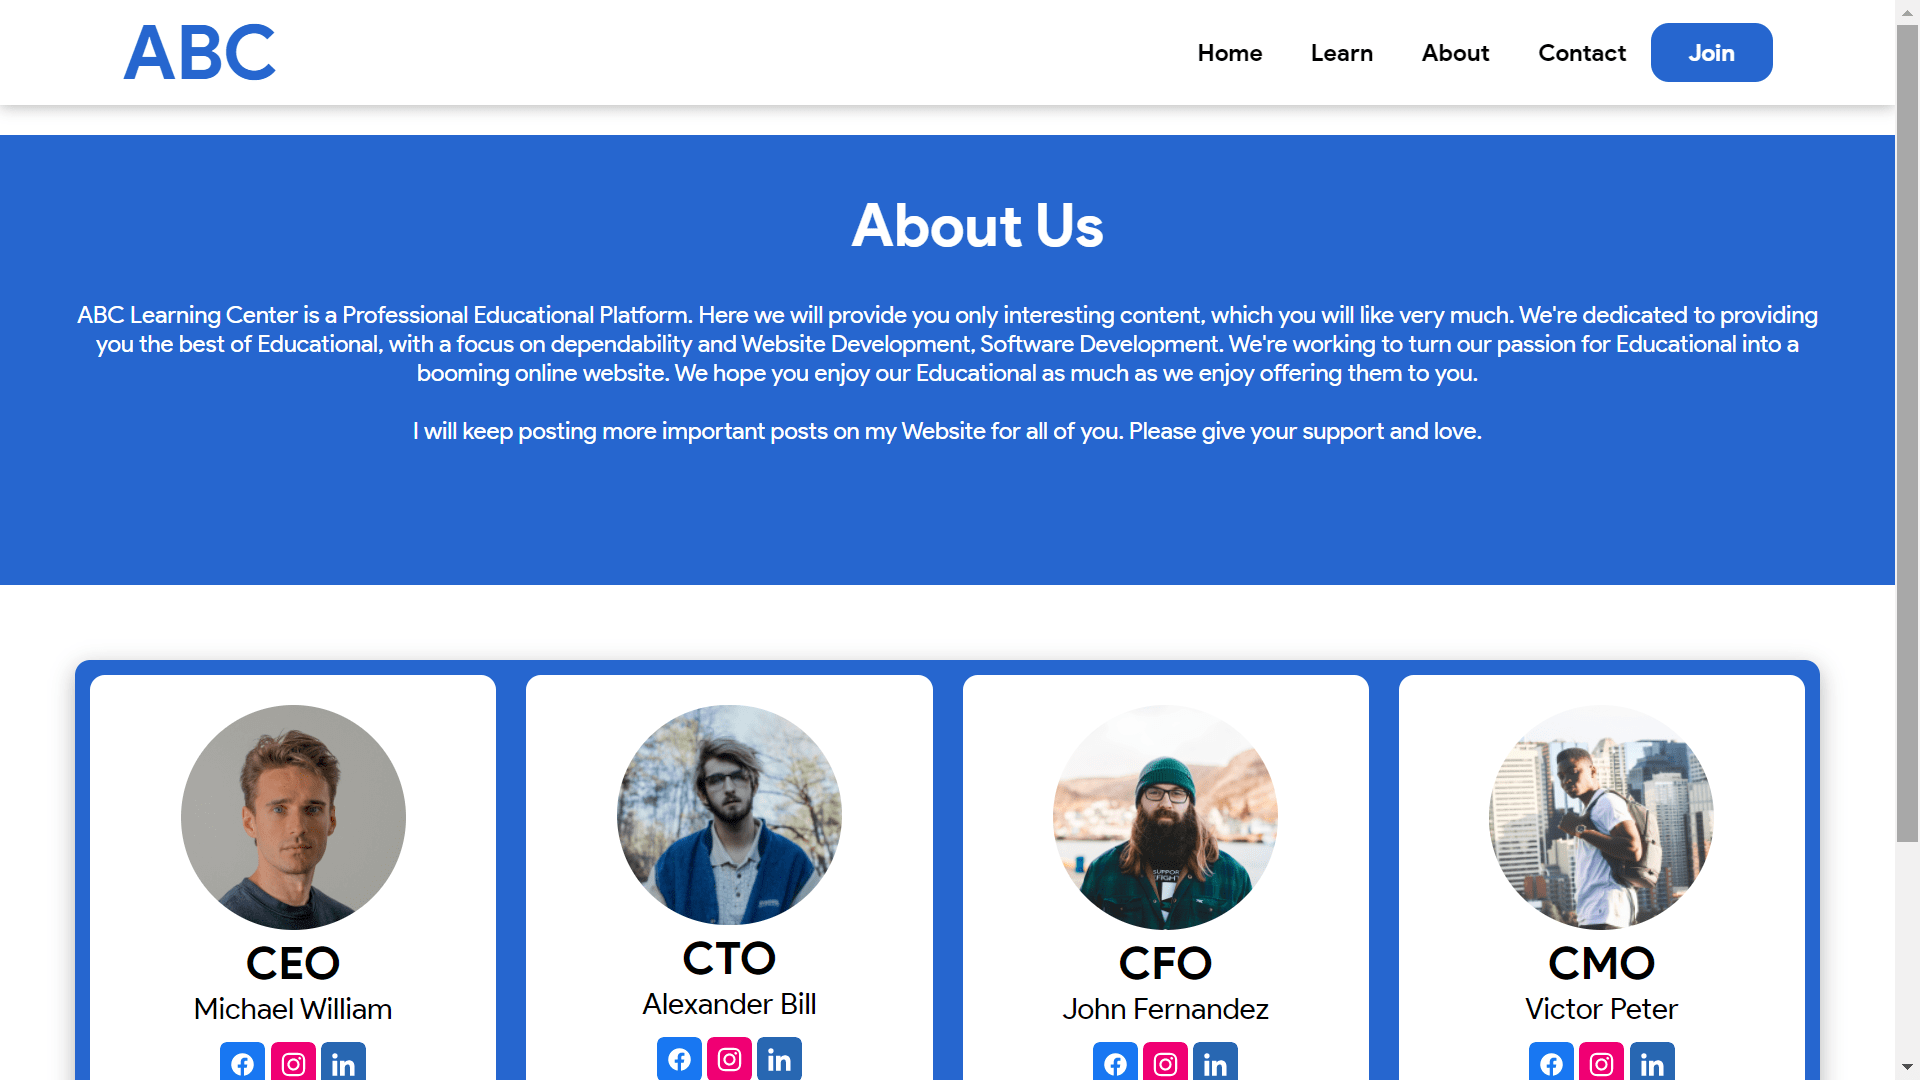 ABC
Home Learn About Contact Join
About Us
ABC Learning Center is a Professional Educational Platform. Here we will provide you only interesting content, which you will like very much. We're dedicated to providing
you the best of Educational, with a focus on dependability and Website Development, Software Development. We're working to turn our passion for Educational into a
booming online website. We hope you enjoy our Educational as much as we enjoy offering them to you.
I will keep posting more important posts on my Website for all of you. Please give your support and love.
CEO
Michael William
CTO
Alexander Bill
CFO
John Fernandez
CMO
Victor Peter